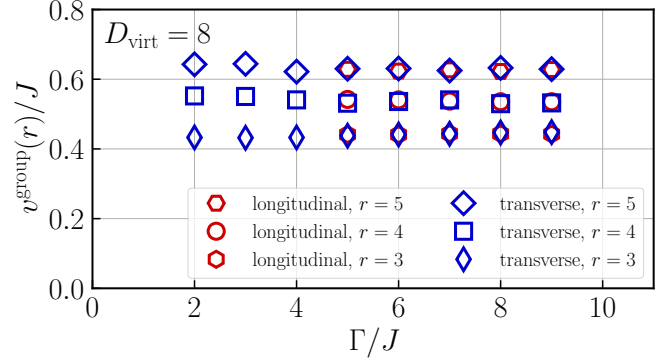 D_virt = 8
v^group(r)/J
0.8
0.6
0.4
0.2
0.0
longitudinal, r = 5
longitudinal, r = 4
longitudinal, r = 3
transverse, r = 5
transverse, r = 4
transverse, r = 3
0 2 4 6 8 10
Γ/J